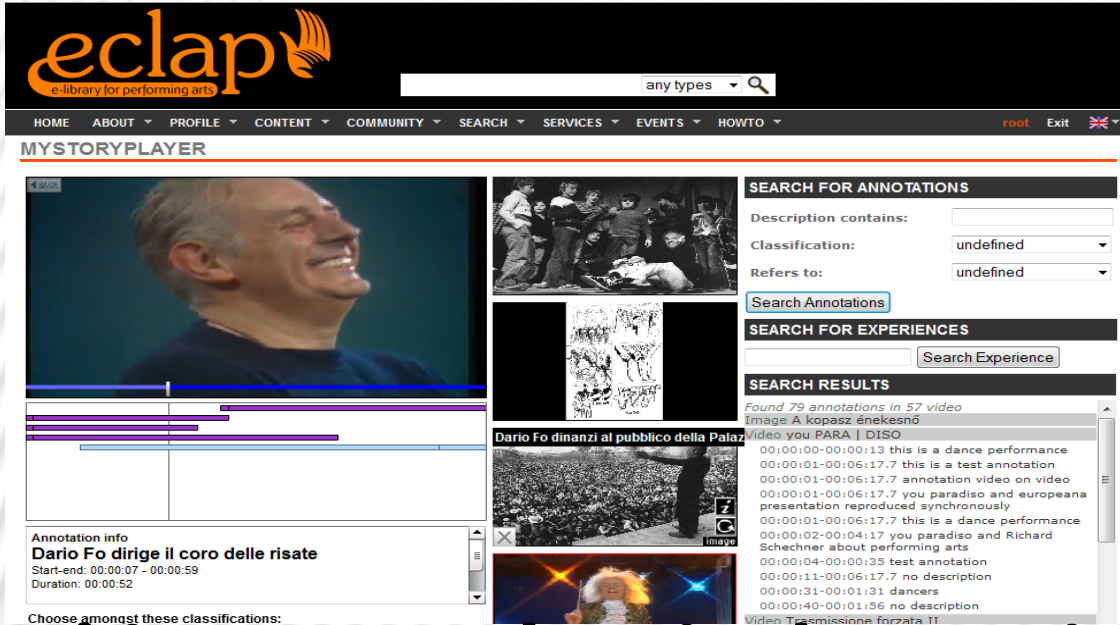 eclap
e-library for performing arts
any types
HOME ABOUT PROFILE CONTENT COMMUNITY SEARCH SERVICES EVENTS HOWTO root Exit
MYSTORYPLAYER
BACK
Dario Fo dinanzi al pubblico della Palaz
image
Annotation info
Dario Fo dirige il coro delle risate
Start-end: 00:00:07 - 00:00:59
Duration: 00:00:52
Choose amongst these classifications:
SEARCH FOR ANNOTATIONS
Description contains:
Classification: undefined
Refers to: undefined
Search Annotations
SEARCH FOR EXPERIENCES
Search Experience
SEARCH RESULTS
Found 79 annotations in 57 video
Image A kopasz énekesnő
Video you PARA | DISO
00:00:00-00:00:13 this is a dance performance
00:00:01-00:06:17.7 this is a test annotation
00:00:01-00:06:17.7 annotation video on video
00:00:01-00:06:17.7 you paradiso and europeana
presentation reproduced synchronously
00:00:01-00:06:17.7 this is a dance performance
00:00:02-00:04:17 you paradiso and Richard
Schechner about performing arts
00:00:04-00:00:35 test annotation
00:00:11-00:06:17.7 no description
00:00:31-00:01:31 dancers
00:00:40-00:01:56 no description
Video Trasmissione forzata II